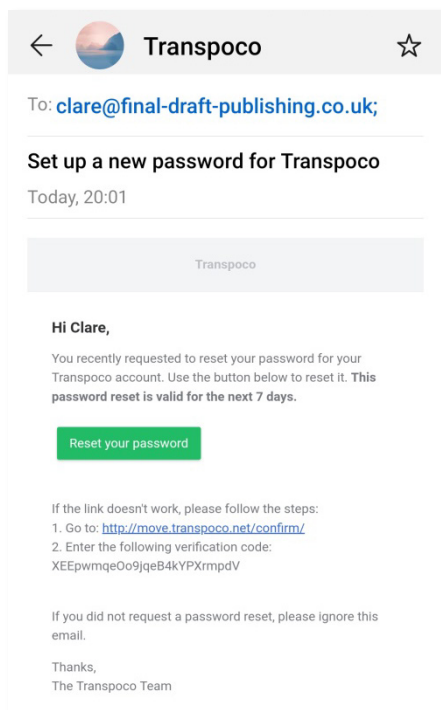 Transpoco
To: clare@final-draft-publishing.co.uk;
Set up a new password for Transpoco
Today, 20:01
Transpoco
Hi Clare,
You recently requested to reset your password for your
Transpoco account. Use the button below to reset it. This
password reset is valid for the next 7 days.
Reset your password
If the link doesn't work, please follow the steps:
1. Go to: http://move.transpoco.net/confirm/
2. Enter the following verification code:
XEEpwmqeOo9jqeB4kYPXrmpdV
If you did not request a password reset, please ignore this
email.
Thanks,
The Transpoco Team